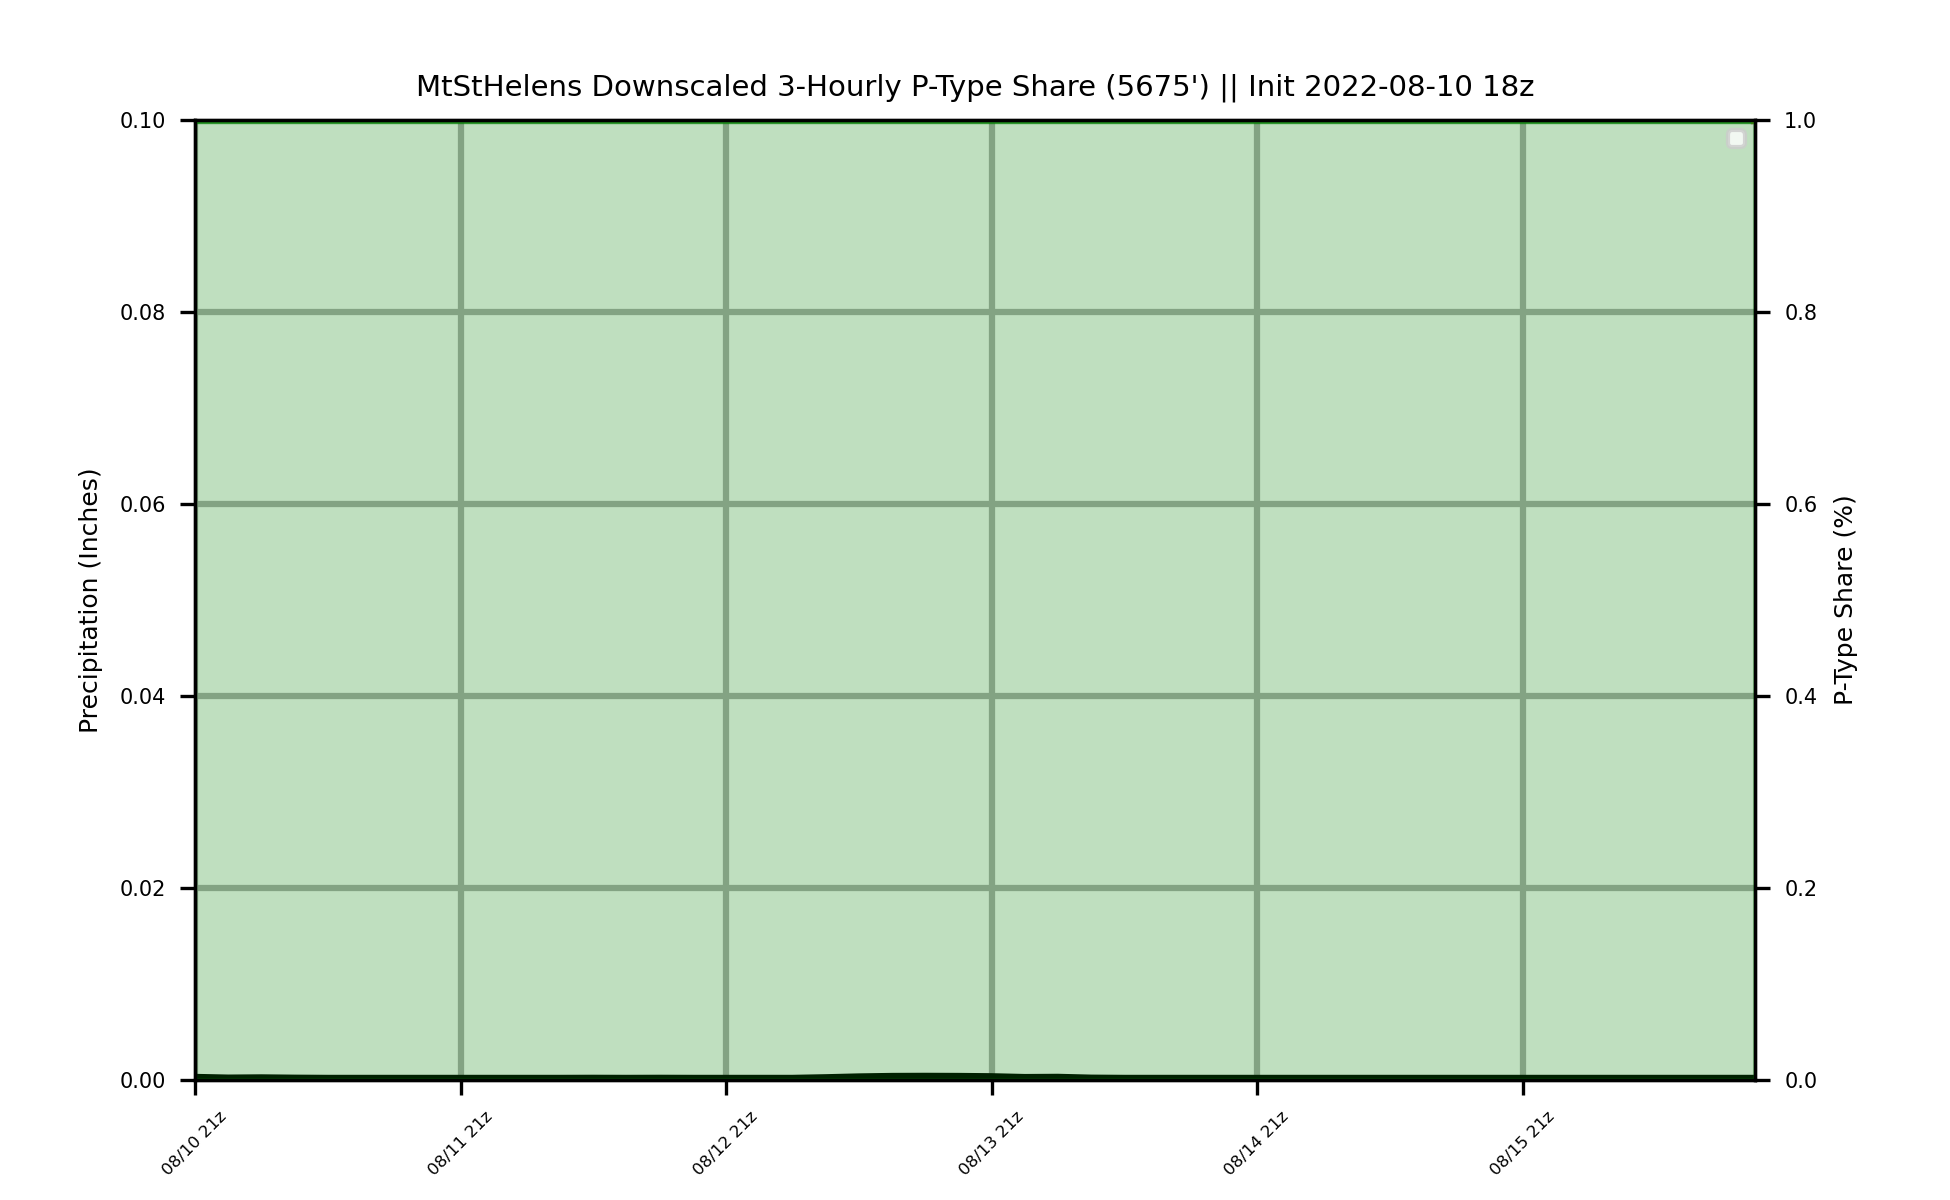 MtStHelens Downscaled 3-Hourly P-Type Share (5675') || Init 2022-08-10 18z
Precipitation (Inches)
0.10
0.08
0.06
0.04
0.02
0.00
1.0
0.8
0.6
0.4
0.2
0.0
P-Type Share (%)
08/10 21z
08/11 21z
08/12 21z
08/13 21z
08/14 21z
08/15 21z